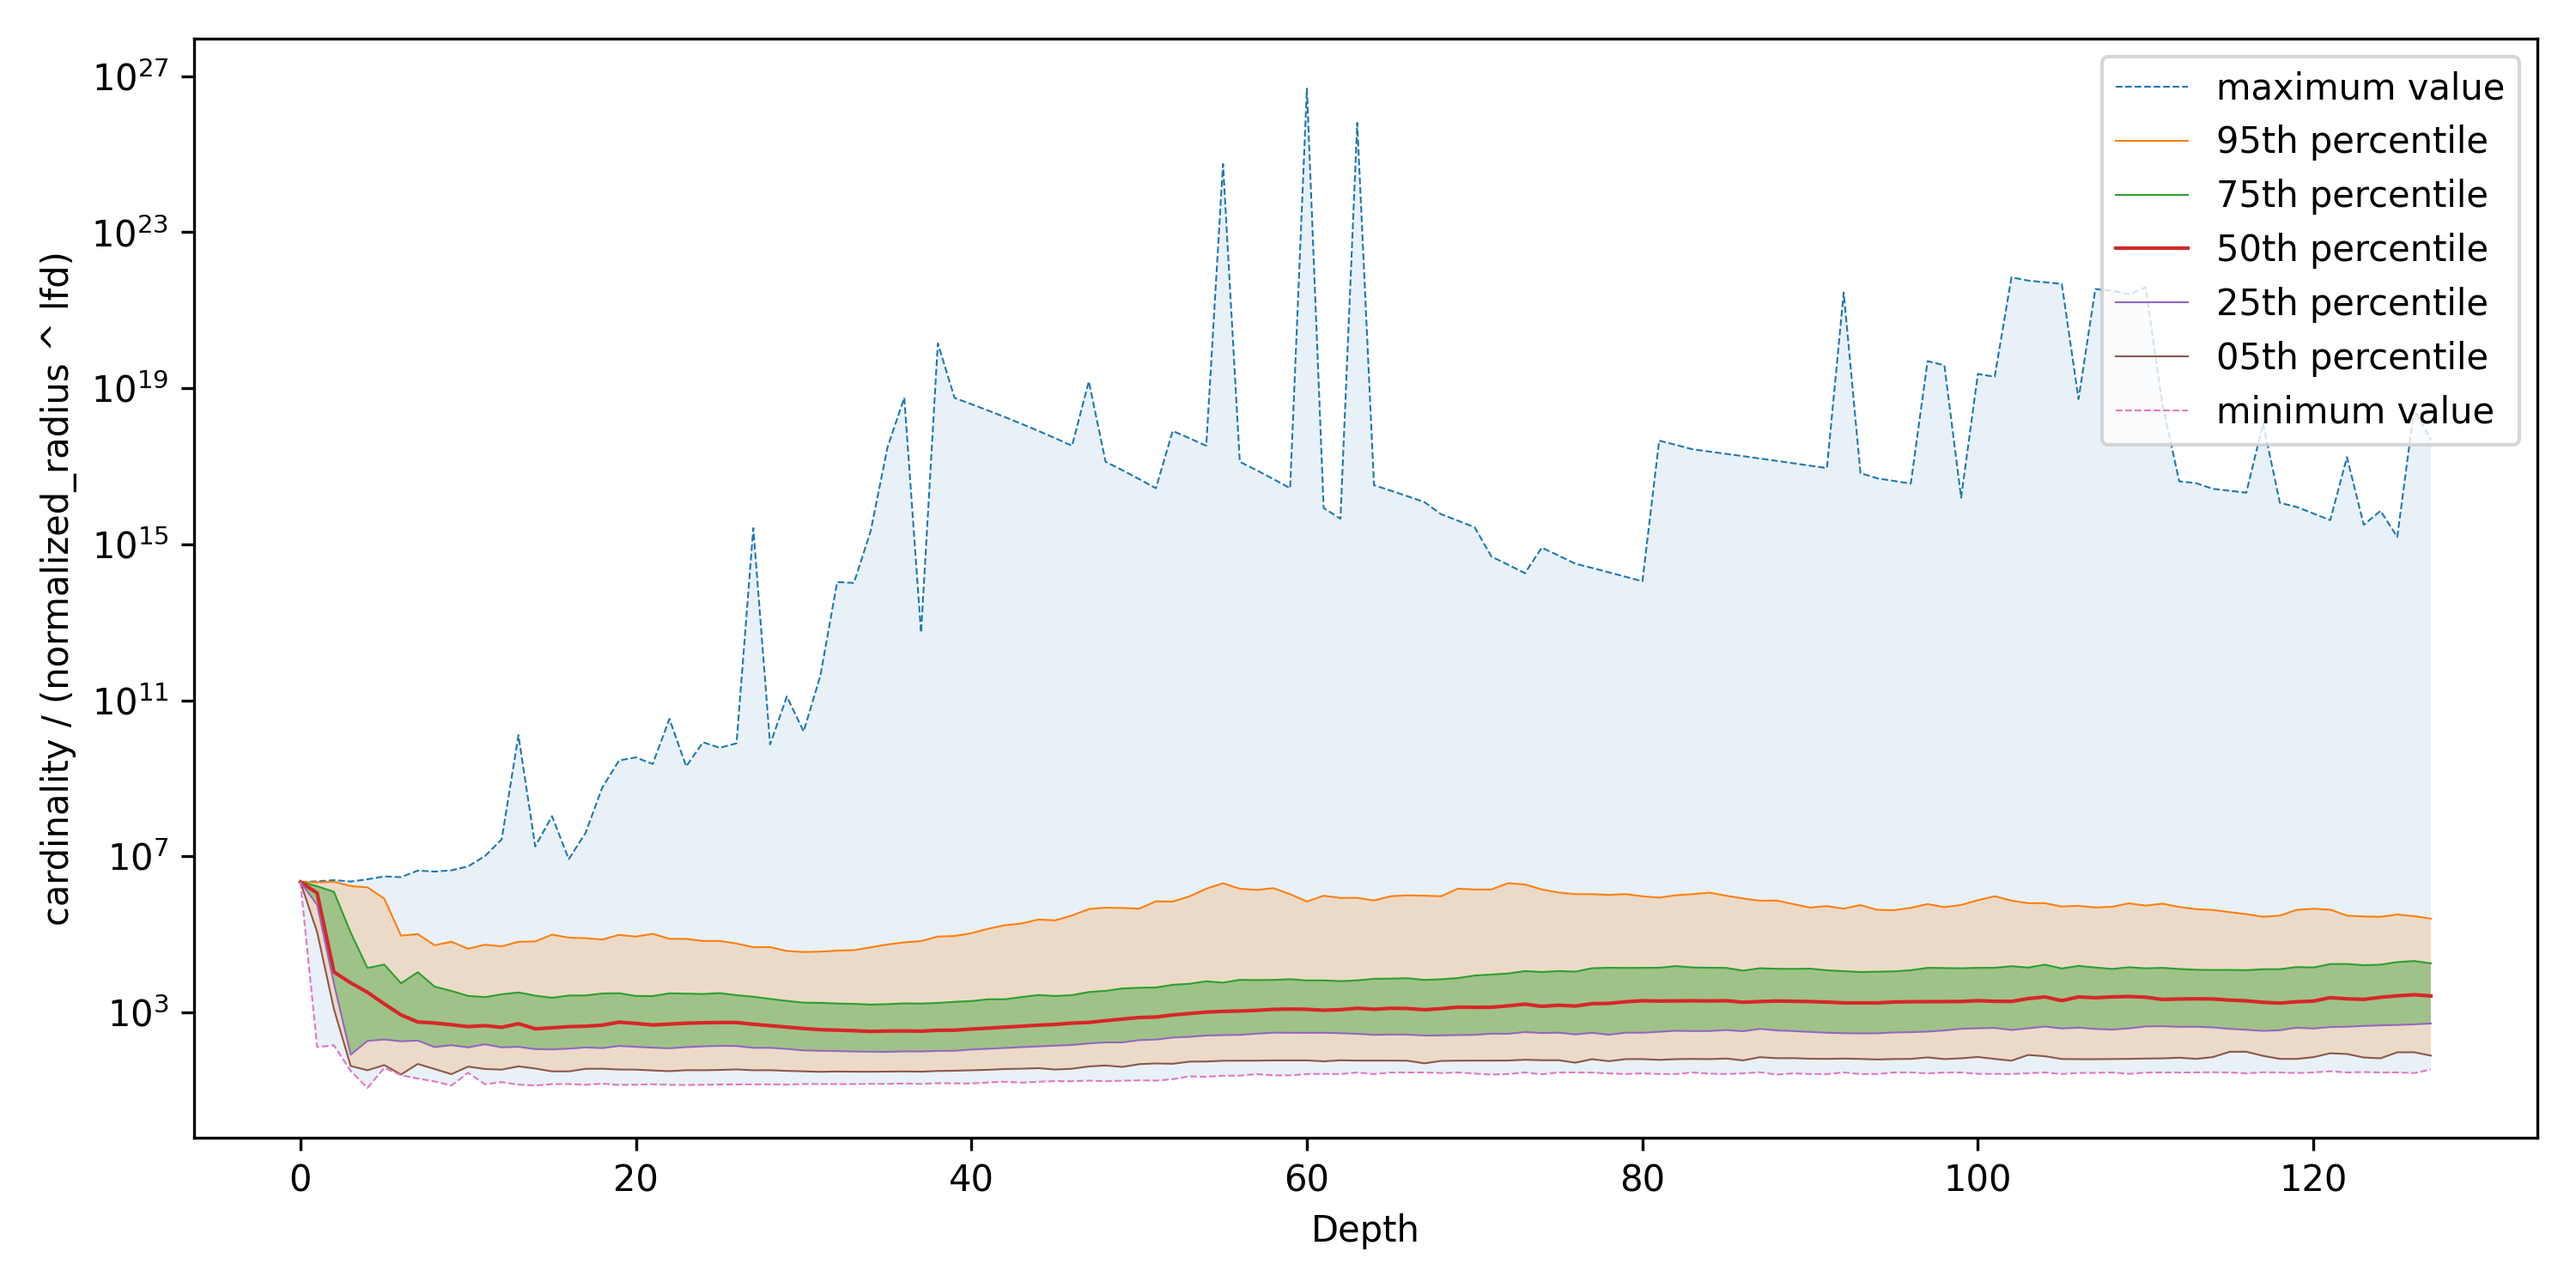 10^27
10^23
10^19
10^15
10^11
10^7
10^3
cardinality / (normalized_radius ^ lfd)
maximum value
95th percentile
75th percentile
50th percentile
25th percentile
05th percentile
minimum value
0 20 40 60 80 100 120
Depth